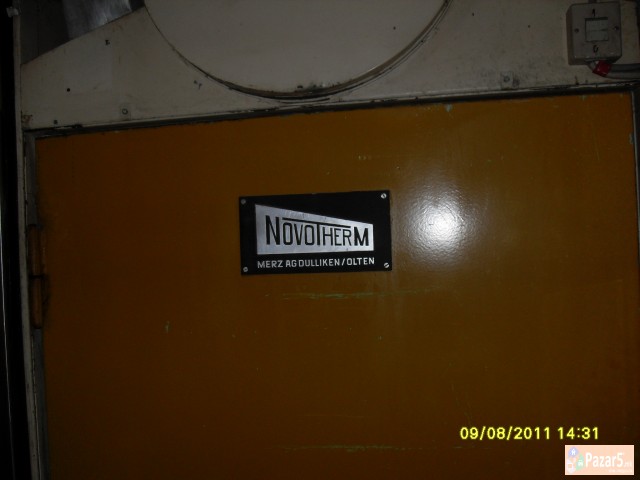 NOVOTHERM
MERZ AG DULLIKEN/OLTEN
09/08/2011 14:31
Pazar5